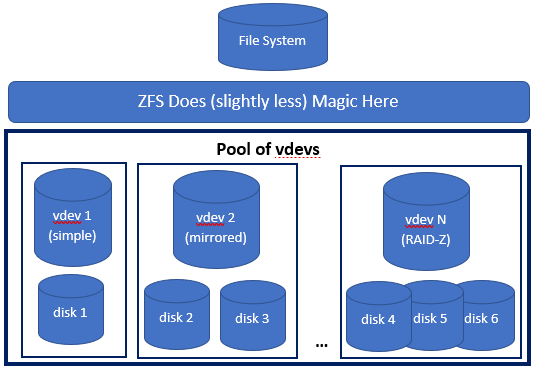 File System
ZFS Does (slightly less) Magic Here
Pool of vdevs
vdev 1
(simple)
vdev 2
(mirrored)
vdev N
(RAID-Z)
disk 1
disk 2
disk 3
...
disk 4
disk 5
disk 6